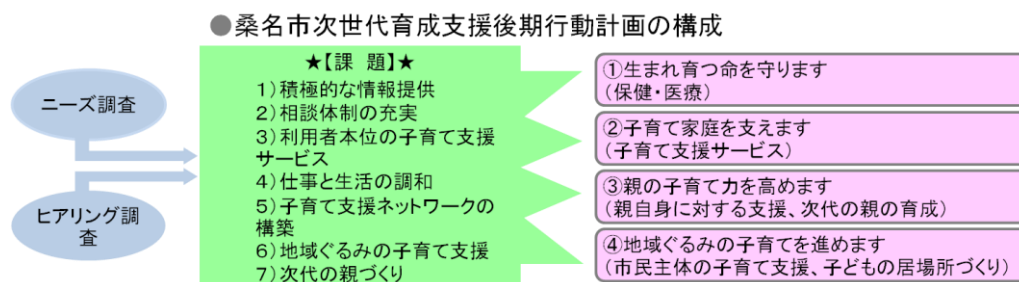 ●桑名市次世代育成支援後期行動計画の構成
ニーズ調査
ヒアリング調
査
★【課 題】★
1)積極的な情報提供
2)相談体制の充実
3)利用者本位の子育て支援
サービス
4)仕事と生活の調和
5)子育て支援ネットワークの
構築
6)地域ぐるみの子育て支援
7)次代の親づくり
①生まれ育つ命を守ります
(保健・医療)
②子育て家庭を支えます
(子育て支援サービス)
③親の子育て力を高めます
(親自身に対する支援、次代の親の育成)
④地域ぐるみの子育てを進めます
(市民主体の子育て支援、子どもの居場所づくり)